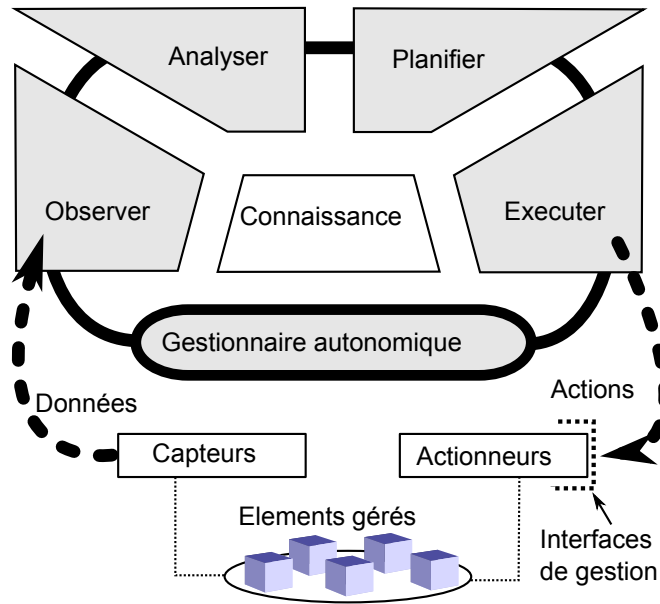 Analyser
Planifier
Observer
Connaissance
Executer
Gestionnaire autonomique
Données
Actions
Capteurs
Actionneurs
Elements gérés
Interfaces
de gestion